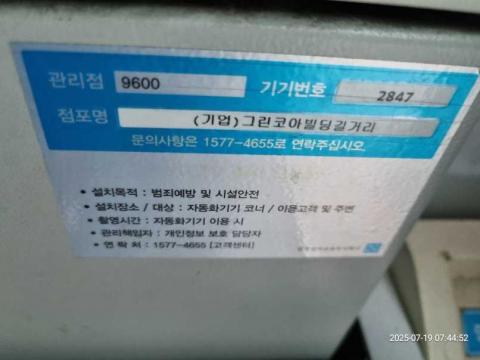 관리점 9600 기기번호 2847
점포명 (기업)그린코아빌딩길거리
문의사항은 1577-4655로 연락주십시오.
• 설치목적 : 범죄예방 및 시설안전
• 설치장소 / 대상 : 자동화기기 코너 / 이용고객 및 주변
• 촬영시간 : 자동화기기 이용 시
• 관리책임자 : 개인정보 보호 담당자
• 연 락 처 : 1577-4655 [고객센터]
2025-07-19 07:44:52